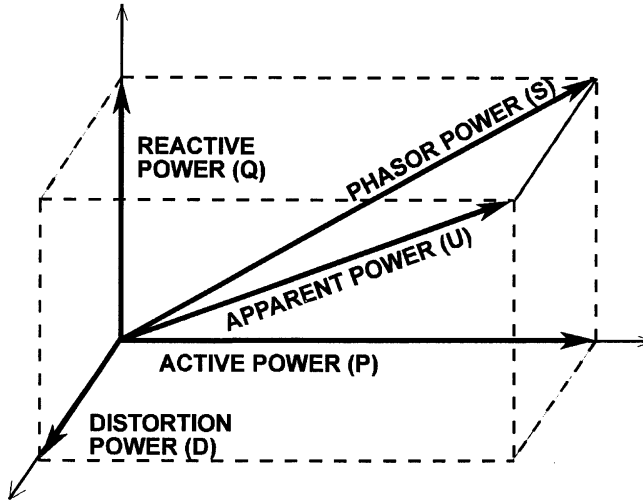 REACTIVE
POWER (Q)
PHASOR POWER (S)
APPARENT POWER (U)
ACTIVE POWER (P)
DISTORTION
POWER (D)